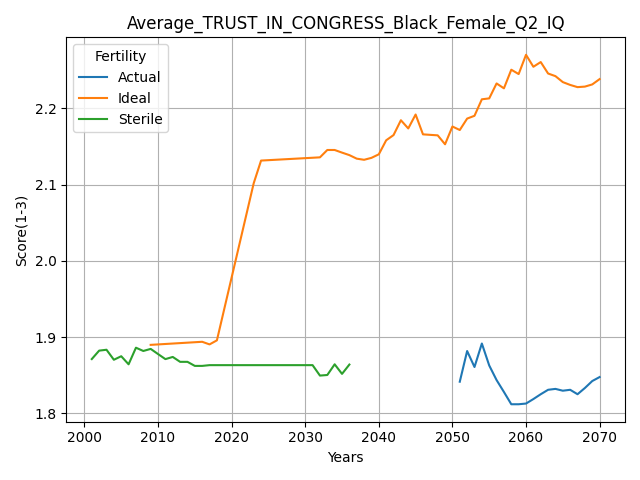 Average_TRUST_IN_CONGRESS_Black_Female_Q2_IQ
Fertility
Actual
Ideal
Sterile
Score(1-3)
2.2
2.1
2.0
1.9
1.8
2000 2010 2020 2030 2040 2050 2060 2070
Years